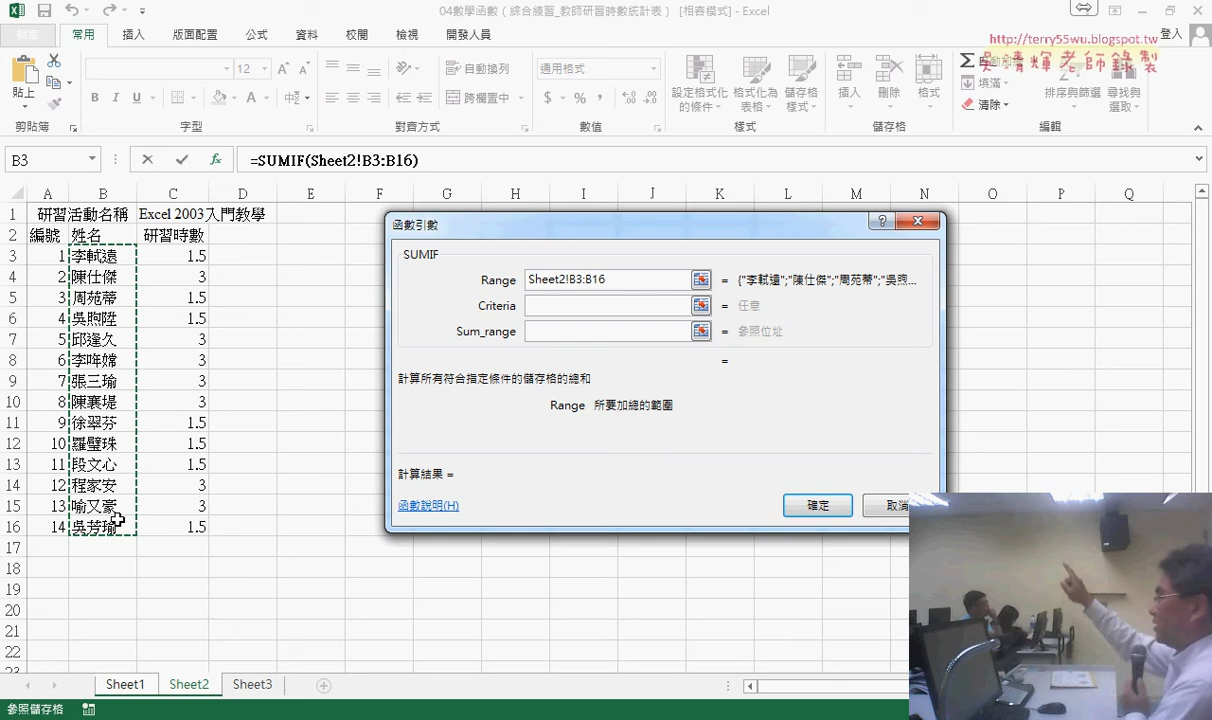 04數學函數（綜合練習_教師研習時數統計表） [相容模式] - Excel
http://terry55wu.blogspot.tw
登入
吳清輝老師錄製
檔案 常用 插入 版面配置 公式 資料 校閱 檢視 開發人員
貼上
12
自動換列
跨欄置中
通用格式
設定格式化的條件
格式化為表格
儲存格樣式
插入 刪除 格式
填滿
清除
排序與篩選
尋找與選取
剪貼簿 字型 對齊方式 數值 樣式 儲存格 編輯
B3 =SUMIF(Sheet2!B3:B16)
A B C D E F G H I J K L M N O P Q
1 研習活動名稱 Excel 2003入門教學
2 編號 姓名 研習時數
3 1 李軾遠 1.5
4 2 陳仕傑 3
5 3 周苑蒂 1.5
6 4 吳煦陞 1.5
7 5 邱逢久 3
8 6 李哖嫦 3
9 7 張三瑜 3
10 8 陳襄堤 3
11 9 徐翠芬 1.5
12 10 羅璧珠 1.5
13 11 段文心 1.5
14 12 程家安 3
15 13 喻又豪 3
16 14 吳芳瑜 1.5
17
18
19
20
21
22
23
函數引數
SUMIF
Range Sheet2!B3:B16 = {"李軾遠";"陳仕傑";"周苑蒂";"吳煦...
Criteria = 任意
Sum_range = 參照位址
=
計算所有符合指定條件的儲存格的總和
Range 所要加總的範圍
計算結果 =
函數說明(H)
確定
取消
Sheet1 Sheet2 Sheet3
參照儲存格